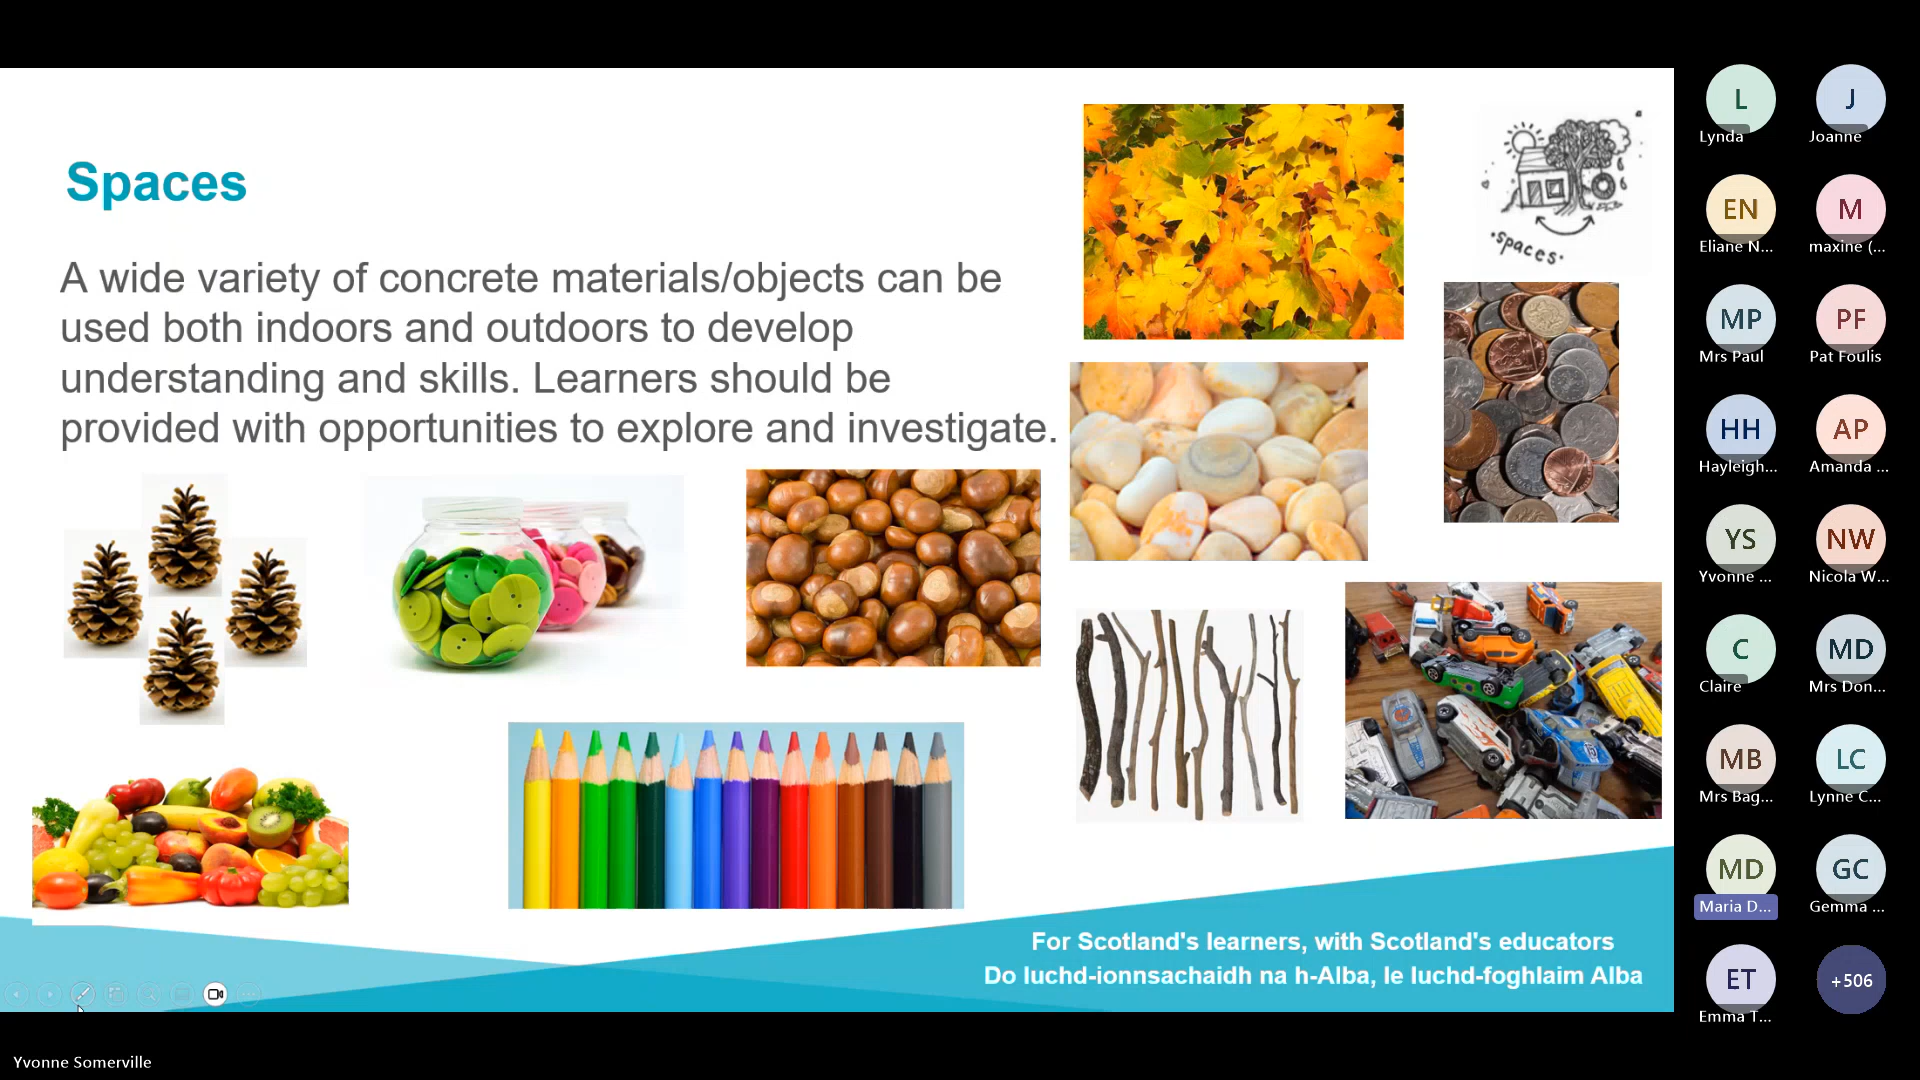 Spaces
A wide variety of concrete materials/objects can be
used both indoors and outdoors to develop
understanding and skills. Learners should be
provided with opportunities to explore and investigate.
•spaces•
For Scotland's learners, with Scotland's educators
Do luchd-ionnsachaidh na h-Alba, le luchd-foghlaim Alba
L
Lynda
J
Joanne
EN
Eliane N...
M
maxine (...
MP
Mrs Paul
PF
Pat Foulis
HH
Hayleigh...
AP
Amanda ...
YS
Yvonne ...
NW
Nicola W...
C
Claire
MD
Mrs Don...
MB
Mrs Bag...
LC
Lynne C...
MD
Maria D...
GC
Gemma ...
ET
Emma T...
+506
Yvonne Somerville